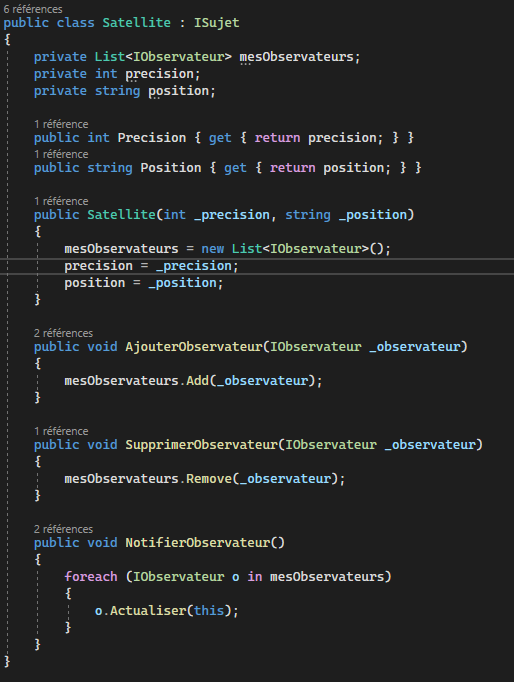 6 références
public class Satellite : ISujet
{
private List<IObservateur> mesObservateurs;
private int precision;
private string position;
1 référence
public int Precision { get { return precision; } }
1 référence
public string Position { get { return position; } }
1 référence
public Satellite(int _precision, string _position)
{
mesObservateurs = new List<IObservateur>();
precision = _precision;
position = _position;
}
2 références
public void AjouterObservateur(IObservateur _observateur)
{
mesObservateurs.Add(_observateur);
}
1 référence
public void SupprimerObservateur(IObservateur _observateur)
{
mesObservateurs.Remove(_observateur);
}
2 références
public void NotifierObservateur()
{
foreach (IObservateur o in mesObservateurs)
{
o.Actualiser(this);
}
}
}